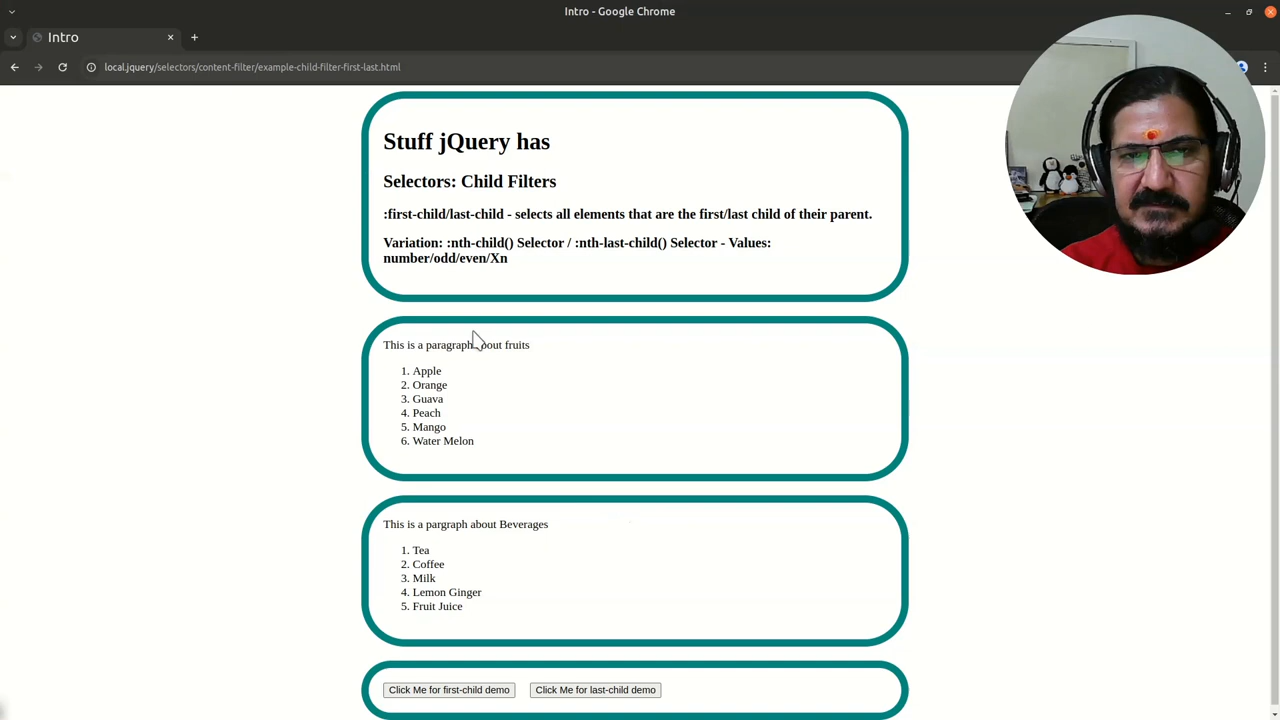 Intro - Google Chrome
Intro
local.jquery/selectors/content-filter/example-child-filter-first-last.html
Stuff jQuery has
Selectors: Child Filters
:first-child/last-child - selects all elements that are the first/last child of their parent.
Variation: :nth-child() Selector / :nth-last-child() Selector - Values:
number/odd/even/Xn
This is a paragraph about fruits
1. Apple
2. Orange
3. Guava
4. Peach
5. Mango
6. Water Melon
This is a pargraph about Beverages
1. Tea
2. Coffee
3. Milk
4. Lemon Ginger
5. Fruit Juice
Click Me for first-child demo
Click Me for last-child demo